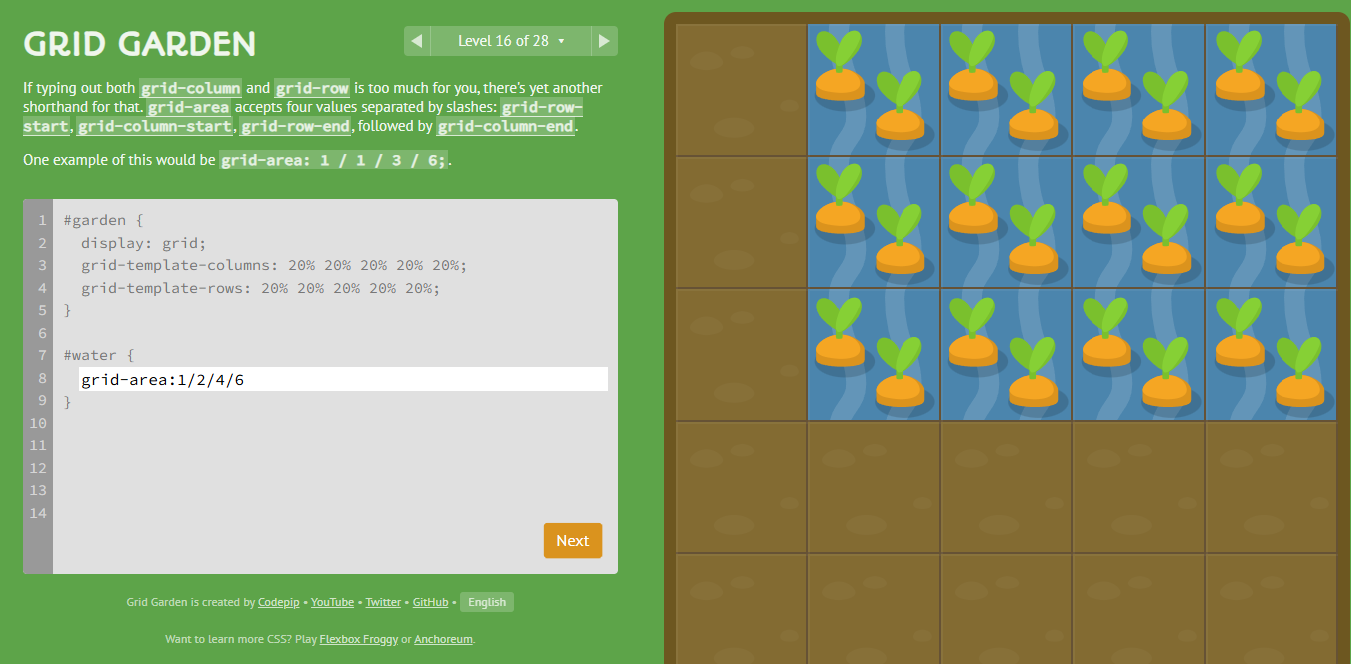 GRID GARDEN
Level 16 of 28
If typing out both grid-column and grid-row is too much for you, there's yet another
shorthand for that. grid-area accepts four values separated by slashes: grid-row-
start, grid-column-start, grid-row-end, followed by grid-column-end.
One example of this would be grid-area: 1 / 1 / 3 / 6;.
1 #garden {
2 display: grid;
3 grid-template-columns: 20% 20% 20% 20% 20%;
4 grid-template-rows: 20% 20% 20% 20% 20%;
5 }
6
7 #water {
8 grid-area:1/2/4/6
9 }
10
11
12
13
14
Next
Grid Garden is created by Codepip • YouTube • Twitter • GitHub • English
Want to learn more CSS? Play Flexbox Froggy or Anchoreum.